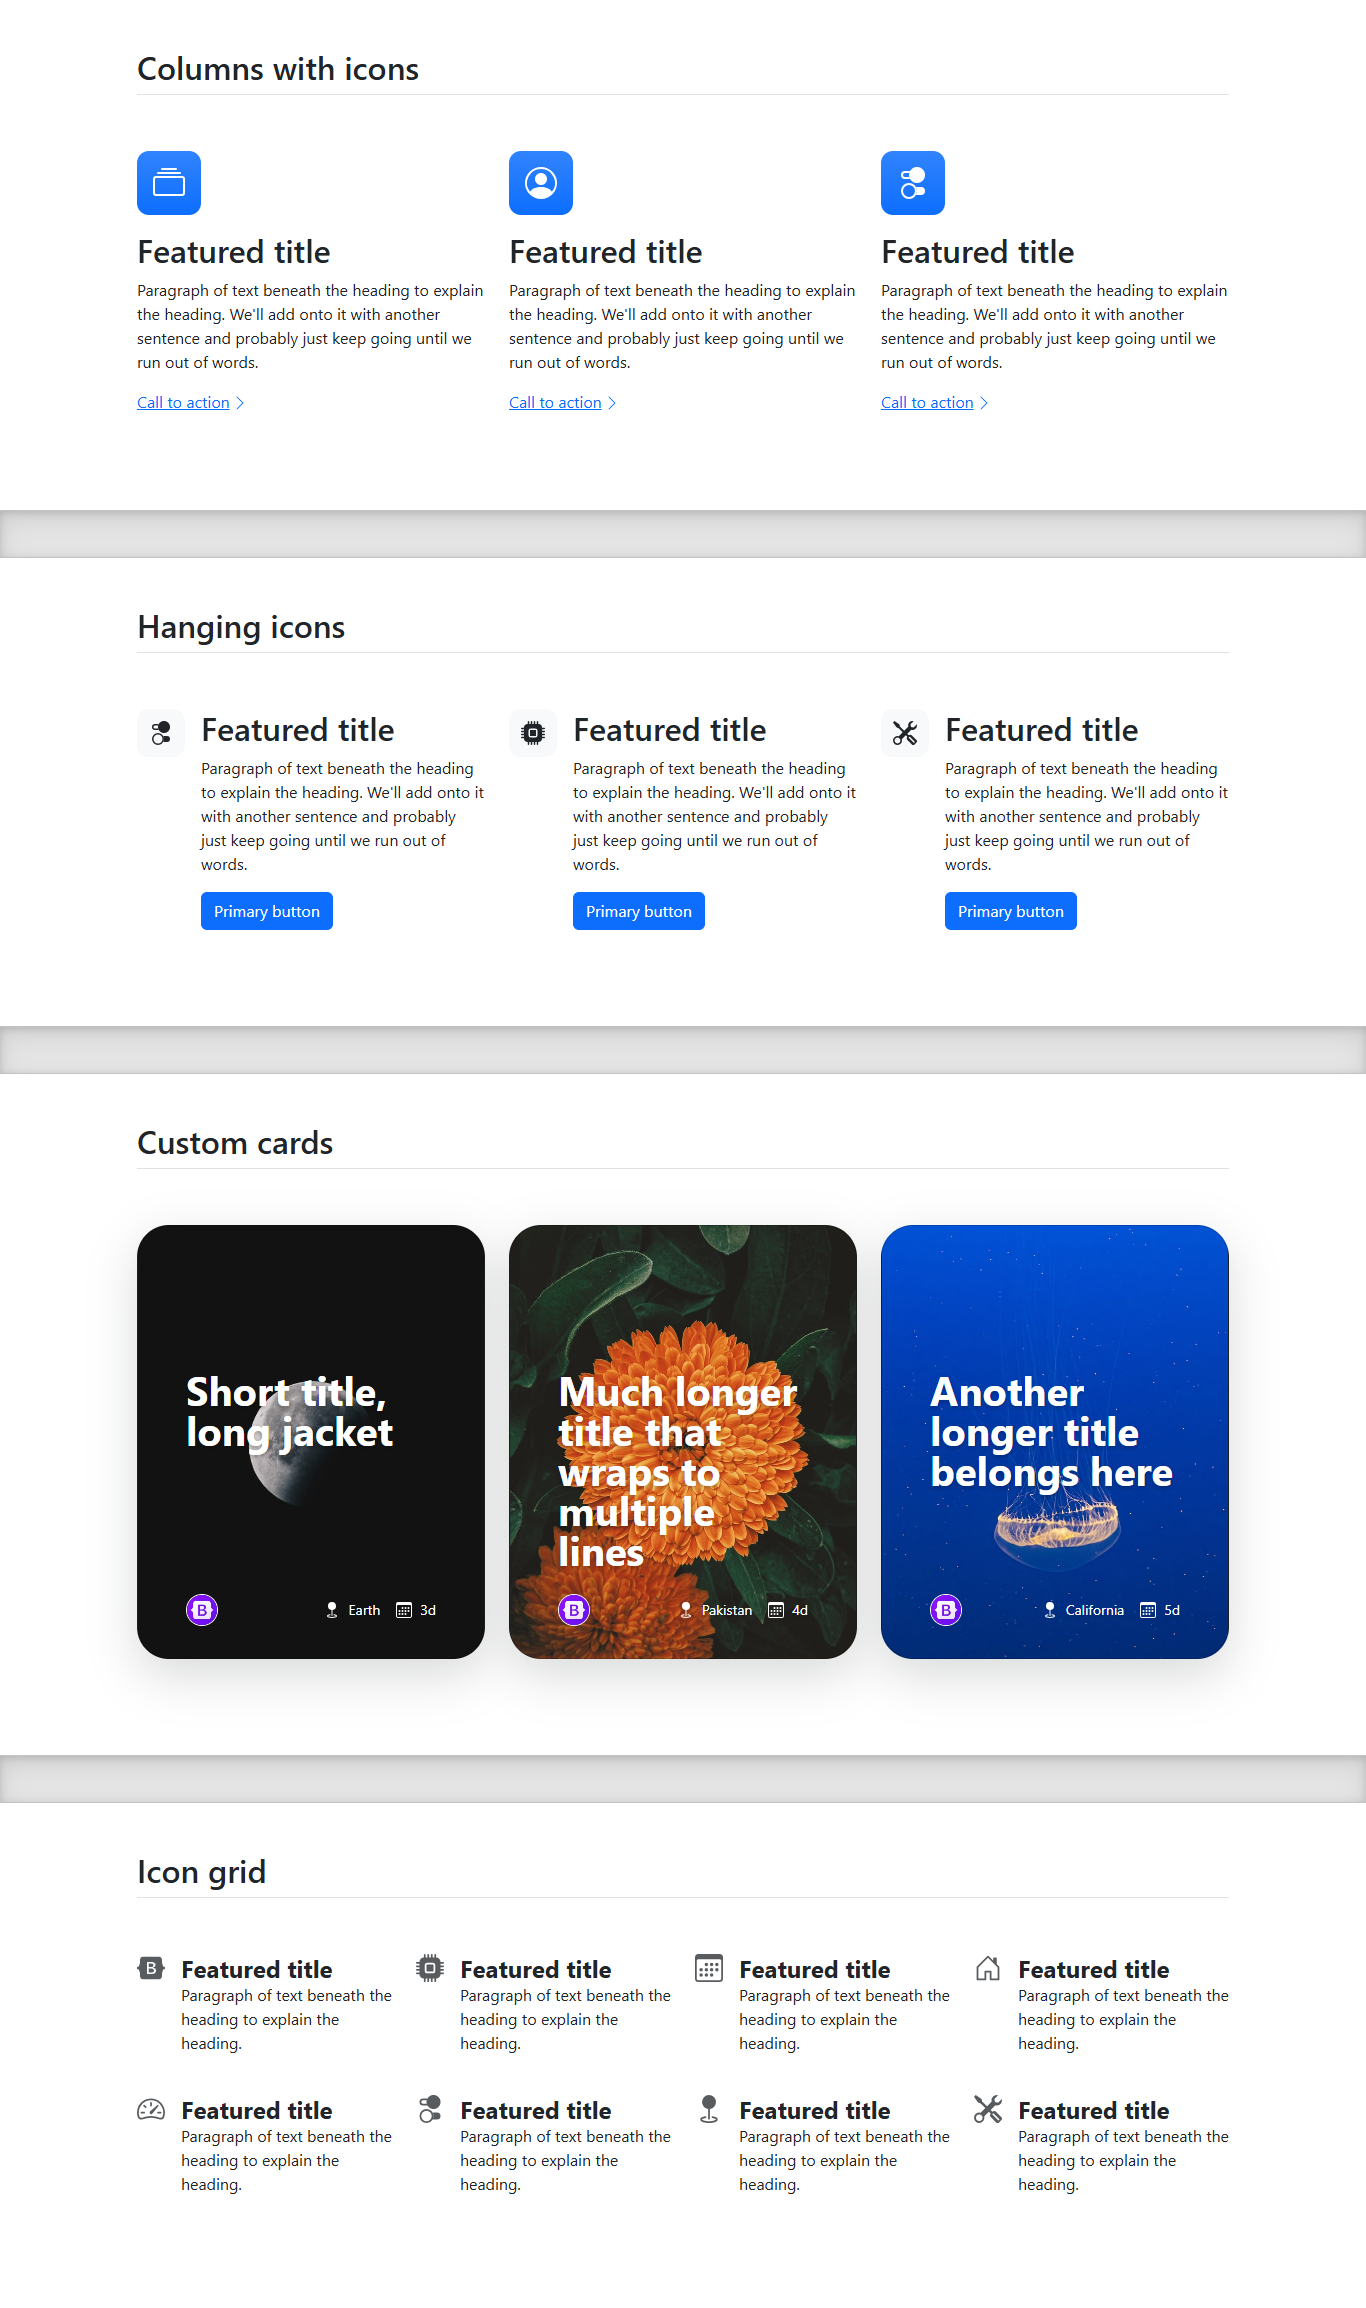 Columns with icons
Featured title
Paragraph of text beneath the heading to explain
the heading. We'll add onto it with another
sentence and probably just keep going until we
run out of words.
Call to action
Featured title
Paragraph of text beneath the heading to explain
the heading. We'll add onto it with another
sentence and probably just keep going until we
run out of words.
Call to action
Featured title
Paragraph of text beneath the heading to explain
the heading. We'll add onto it with another
sentence and probably just keep going until we
run out of words.
Call to action
Hanging icons
Featured title
Paragraph of text beneath the heading
to explain the heading. We'll add onto it
with another sentence and probably
just keep going until we run out of
words.
Primary button
Featured title
Paragraph of text beneath the heading
to explain the heading. We'll add onto it
with another sentence and probably
just keep going until we run out of
words.
Primary button
Featured title
Paragraph of text beneath the heading
to explain the heading. We'll add onto it
with another sentence and probably
just keep going until we run out of
words.
Primary button
Custom cards
Short title,
long jacket
B Earth 3d
Much longer
title that
wraps to
multiple
lines
B Pakistan 4d
Another
longer title
belongs here
B California 5d
Icon grid
B
Featured title
Paragraph of text beneath the
heading to explain the
heading.
Featured title
Paragraph of text beneath the
heading to explain the
heading.
Featured title
Paragraph of text beneath the
heading to explain the
heading.
Featured title
Paragraph of text beneath the
heading to explain the
heading.
Featured title
Paragraph of text beneath the
heading to explain the
heading.
Featured title
Paragraph of text beneath the
heading to explain the
heading.
Featured title
Paragraph of text beneath the
heading to explain the
heading.
Featured title
Paragraph of text beneath the
heading to explain the
heading.